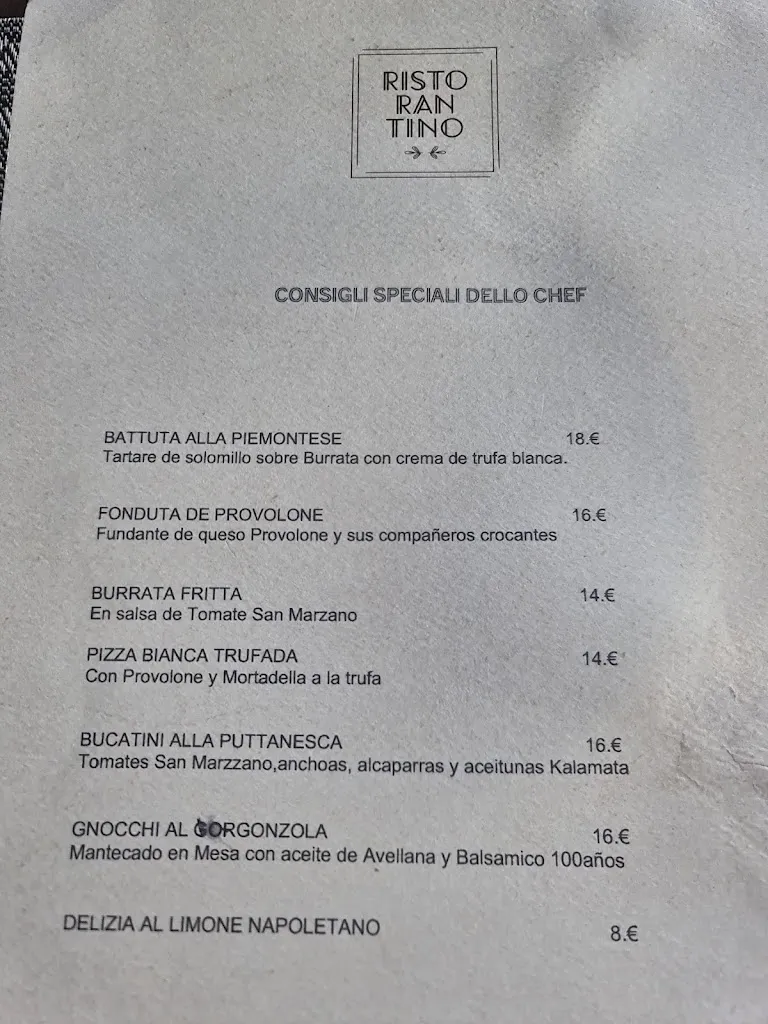 RISTO
RAN
TINO
CONSIGLI SPECIALI DELLO CHEF
BATTUTA ALLA PIEMONTESE 18.€
Tartare de solomillo sobre Burrata con crema de trufa blanca.
FONDUTA DE PROVOLONE 16.€
Fundante de queso Provolone y sus compañeros crocantes
BURRATA FRITTA 14.€
En salsa de Tomate San Marzano
PIZZA BIANCA TRUFADA 14.€
Con Provolone y Mortadella a la trufa
BUCATINI ALLA PUTTANESCA 16.€
Tomates San Marzzano,anchoas, alcaparras y aceitunas Kalamata
GNOCCHI AL GORGONZOLA 16.€
Mantecado en Mesa con aceite de Avellana y Balsamico 100años
DELIZIA AL LIMONE NAPOLETANO 8.€